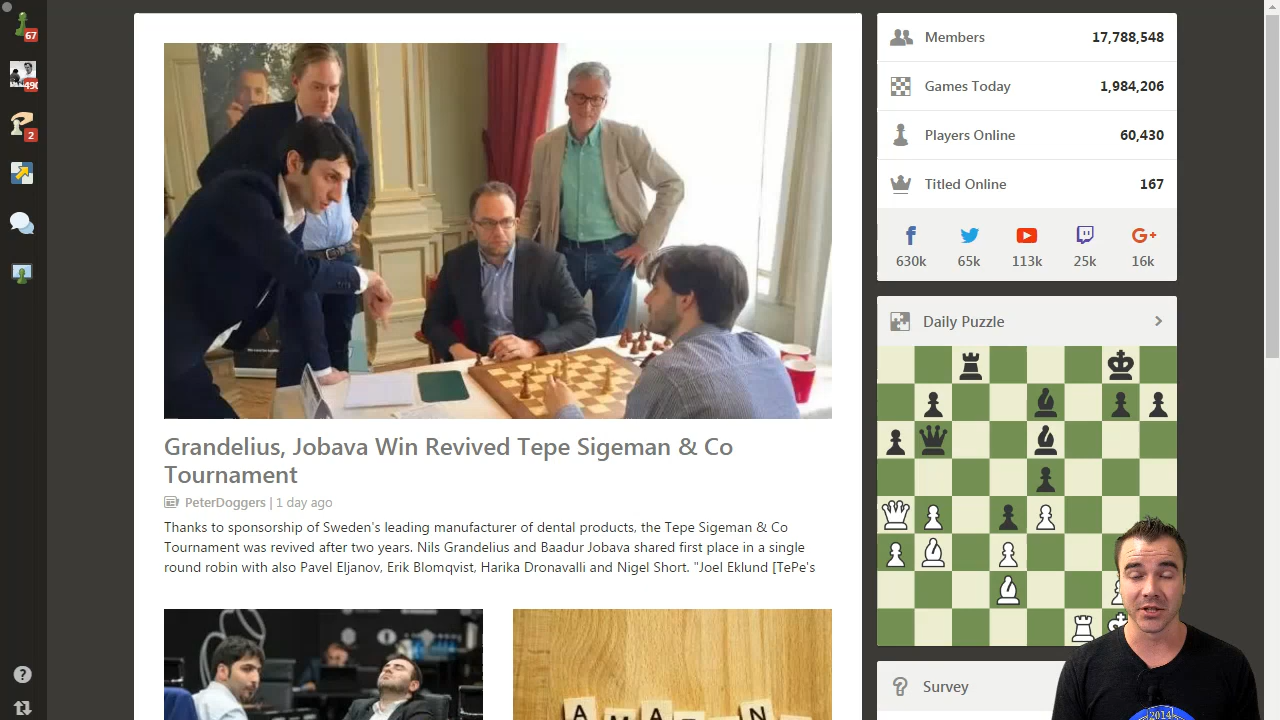 67
490
2
Grandelius, Jobava Win Revived Tepe Sigeman & Co
Tournament
PeterDoggers | 1 day ago
Thanks to sponsorship of Sweden's leading manufacturer of dental products, the Tepe Sigeman & Co
Tournament was revived after two years. Nils Grandelius and Baadur Jobava shared first place in a single
round robin with also Pavel Eljanov, Erik Blomqvist, Harika Dronavalli and Nigel Short. "Joel Eklund [TePe's
Members 17,788,548
Games Today 1,984,206
Players Online 60,430
Titled Online 167
630k 65k 113k 25k 16k
Daily Puzzle
Survey
2014